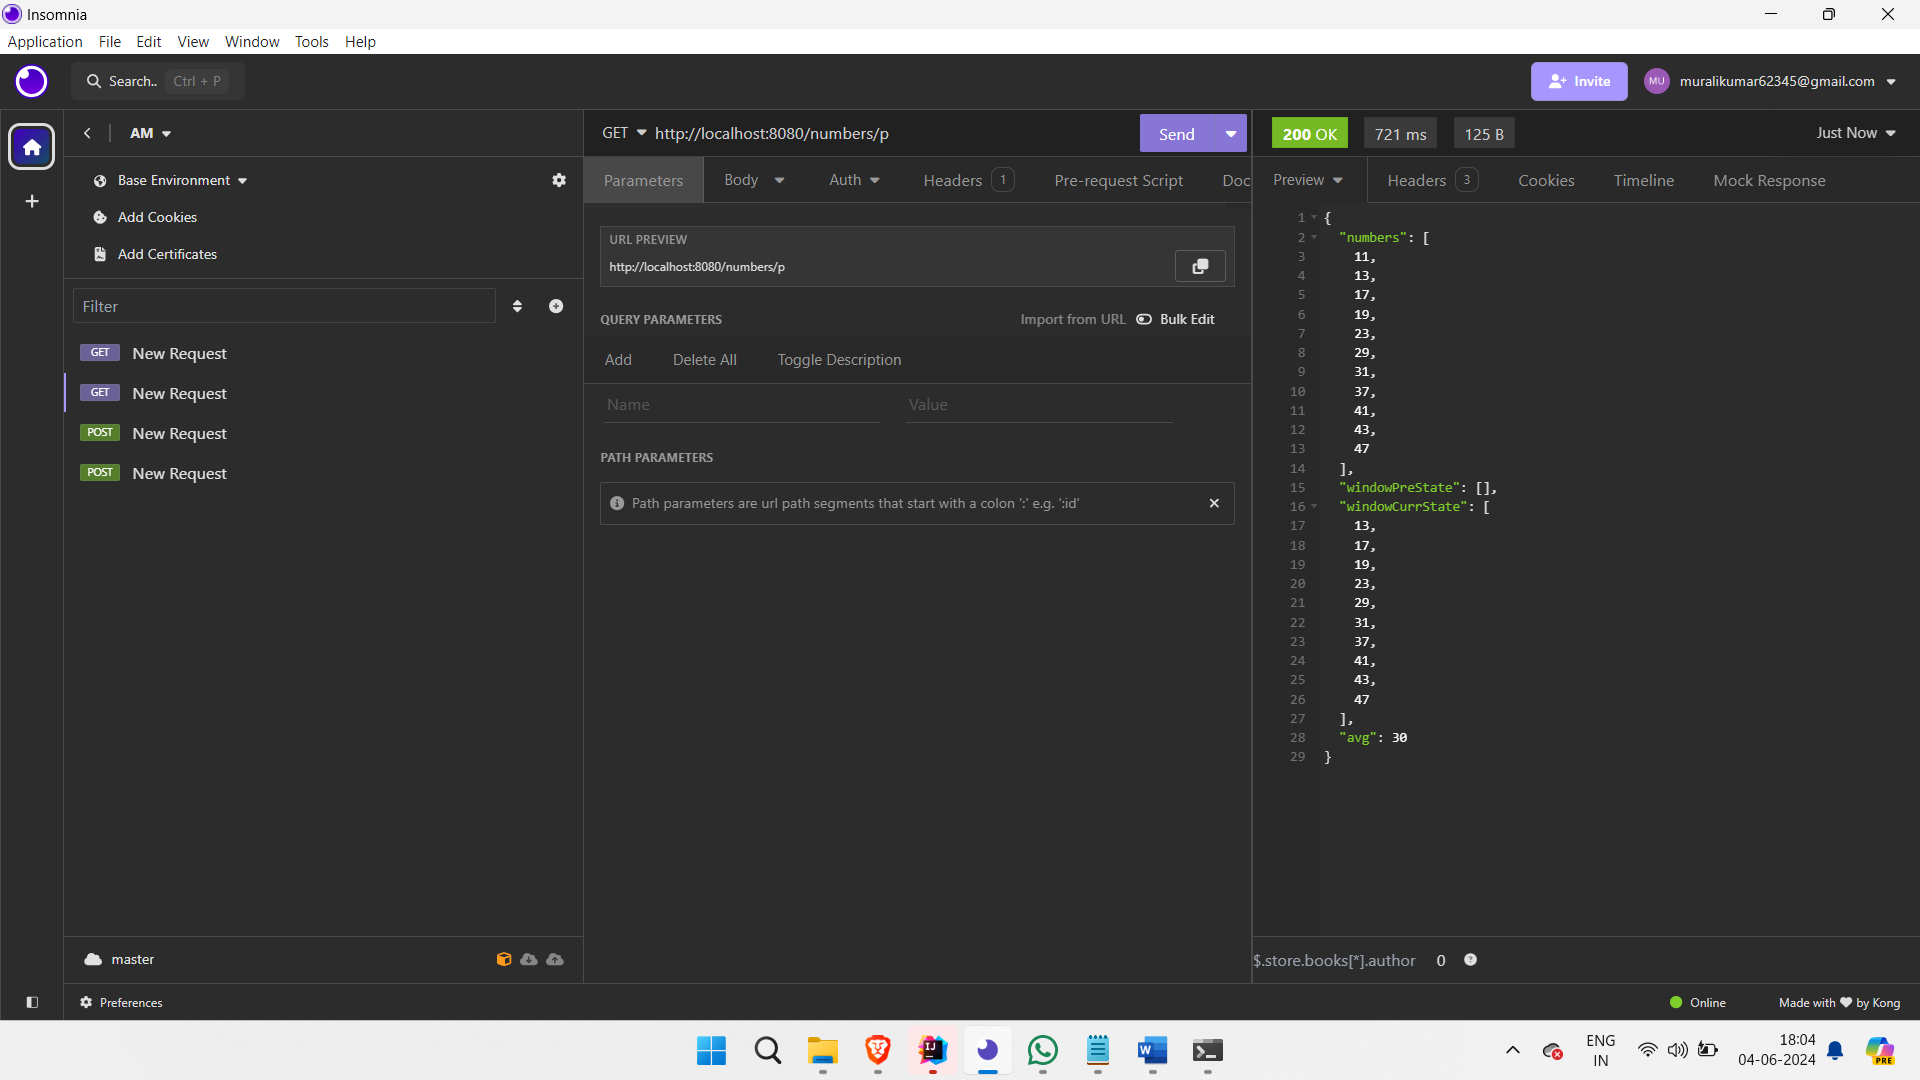 Insomnia
Application File Edit View Window Tools Help
Search.. Ctrl + P
Invite
MU muralikumar62345@gmail.com
AM
Base Environment
Add Cookies
Add Certificates
Filter
GET New Request
GET New Request
POST New Request
POST New Request
master
Preferences
GET http://localhost:8080/numbers/p
Send
Parameters Body Auth Headers 1 Pre-request Script Doc
URL PREVIEW
http://localhost:8080/numbers/p
QUERY PARAMETERS Import from URL Bulk Edit
Add Delete All Toggle Description
Name Value
PATH PARAMETERS
Path parameters are url path segments that start with a colon ':' e.g. ':id'
200 OK 721 ms 125 B Just Now
Preview Headers 3 Cookies Timeline Mock Response
1 {
2 "numbers": [
3 11,
4 13,
5 17,
6 19,
7 23,
8 29,
9 31,
10 37,
11 41,
12 43,
13 47
14 ],
15 "windowPreState": [],
16 "windowCurrState": [
17 13,
18 17,
19 19,
20 23,
21 29,
22 31,
23 37,
24 41,
25 43,
26 47
27 ],
28 "avg": 30
29 }
$.store.books[*].author 0
Online Made with ❤ by Kong
ENG
IN
18:04
04-06-2024
PRE